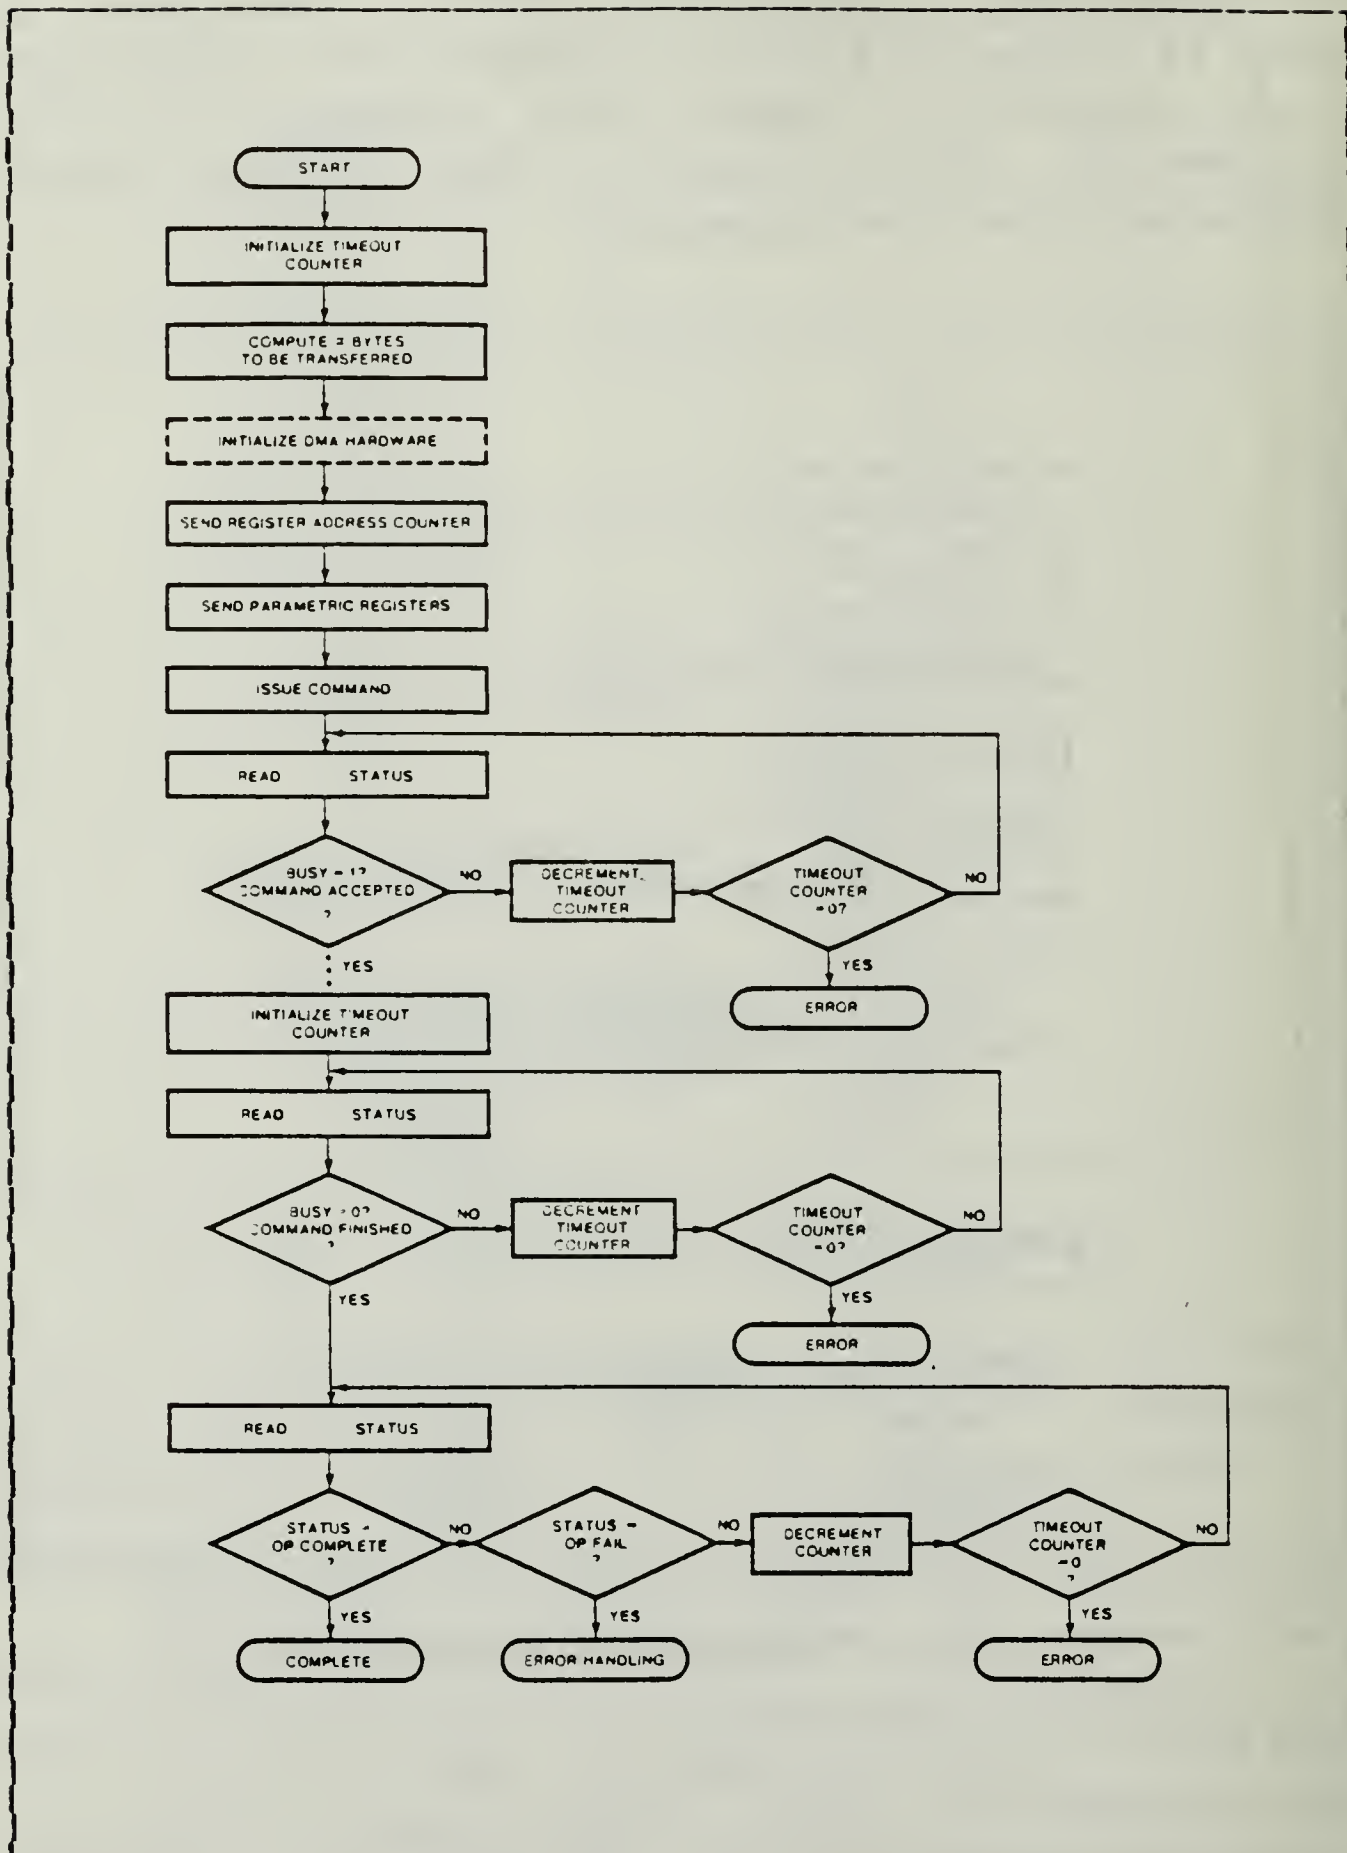 START
INITIALIZE TIMEOUT
COUNTER
COMPUTE = BYTES
TO BE TRANSFERRED
INITIALIZE DMA HARDWARE
SEND REGISTER ADDRESS COUNTER
SEND PARAMETRIC REGISTERS
ISSUE COMMAND
READ STATUS
BUSY = 1?
COMMAND ACCEPTED
?
NO
DECREMENT
TIMEOUT
COUNTER
TIMEOUT
COUNTER
=0?
NO
YES
YES
ERROR
INITIALIZE TIMEOUT
COUNTER
READ STATUS
BUSY = 0?
COMMAND FINISHED
?
NO
DECREMENT
TIMEOUT
COUNTER
TIMEOUT
COUNTER
=0?
NO
YES
YES
ERROR
READ STATUS
STATUS =
OP COMPLETE
?
NO
STATUS =
OP FAIL
?
NO
DECREMENT
COUNTER
TIMEOUT
COUNTER
=0
?
NO
YES
YES
YES
COMPLETE
ERROR HANDLING
ERROR